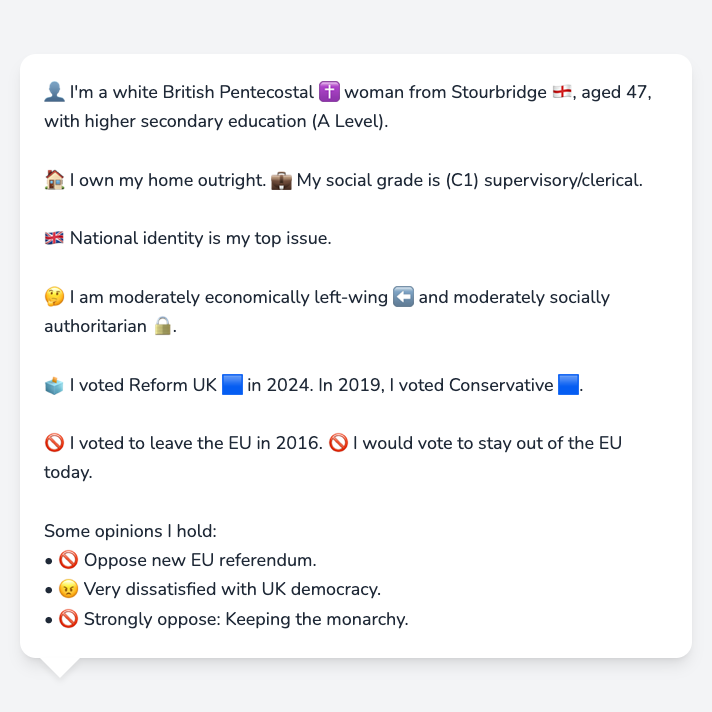 👤 I'm a white British Pentecostal ✝️ woman from Stourbridge 🏴󠁧󠁢󠁥󠁮󠁧󠁿, aged 47,
with higher secondary education (A Level).
🏠 I own my home outright. 💼 My social grade is (C1) supervisory/clerical.
🇬🇧 National identity is my top issue.
🤔 I am moderately economically left-wing ⬅️ and moderately socially
authoritarian 🔒.
🗳️ I voted Reform UK 🟦 in 2024. In 2019, I voted Conservative 🟦.
🚫 I voted to leave the EU in 2016. 🚫 I would vote to stay out of the EU
today.
Some opinions I hold:
• 🚫 Oppose new EU referendum.
• 😠 Very dissatisfied with UK democracy.
• 🚫 Strongly oppose: Keeping the monarchy.